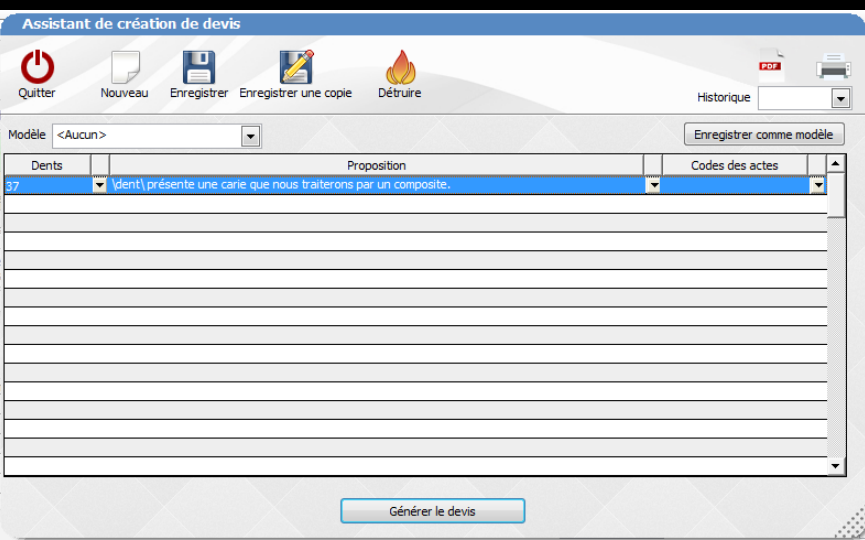 Assistant de création de devis
PDF
Quitter Nouveau Enregistrer Enregistrer une copie Détruire
Historique
Modèle <Aucun> Enregistrer comme modèle
Dents Proposition Codes des actes
37 \dent\ présente une carie que nous traiterons par un composite.
Générer le devis